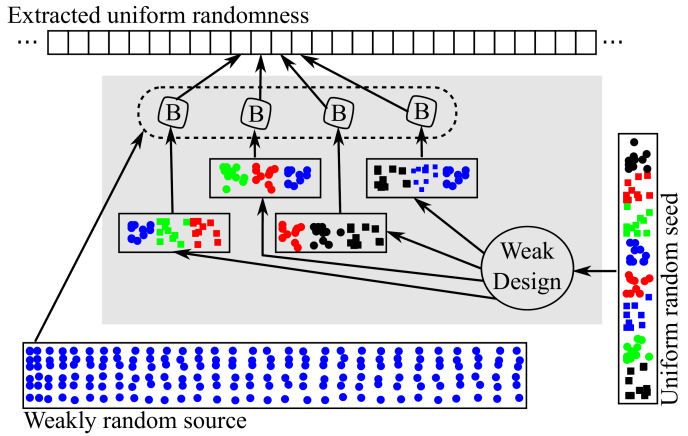 Extracted uniform randomness
... ...
B B B B
Weak
Design
Uniform random seed
Weakly random source